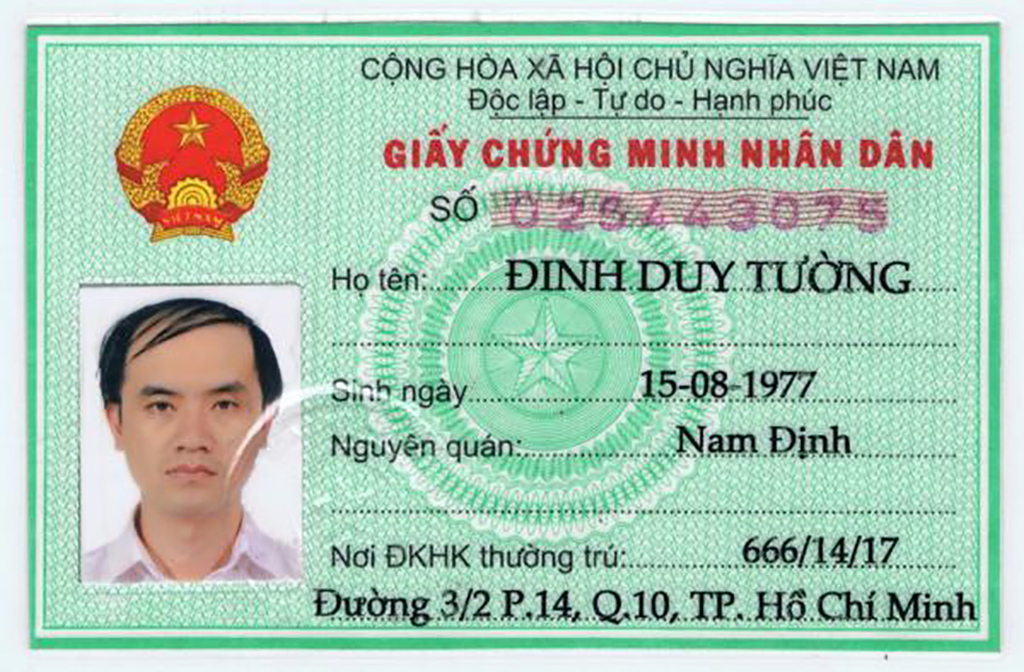 CỘNG HÒA XÃ HỘI CHỦ NGHĨA VIỆT NAM
Độc lập - Tự do - Hạnh phúc
GIẤY CHỨNG MINH NHÂN DÂN
SỐ 025443075
VIỆT NAM
Họ tên: ĐINH DUY TƯỜNG
Sinh ngày 15-08-1977
Nguyên quán: Nam Định
Nơi ĐKHK thường trú: 666/14/17
Đường 3/2 P.14, Q.10, TP. Hồ Chí Minh